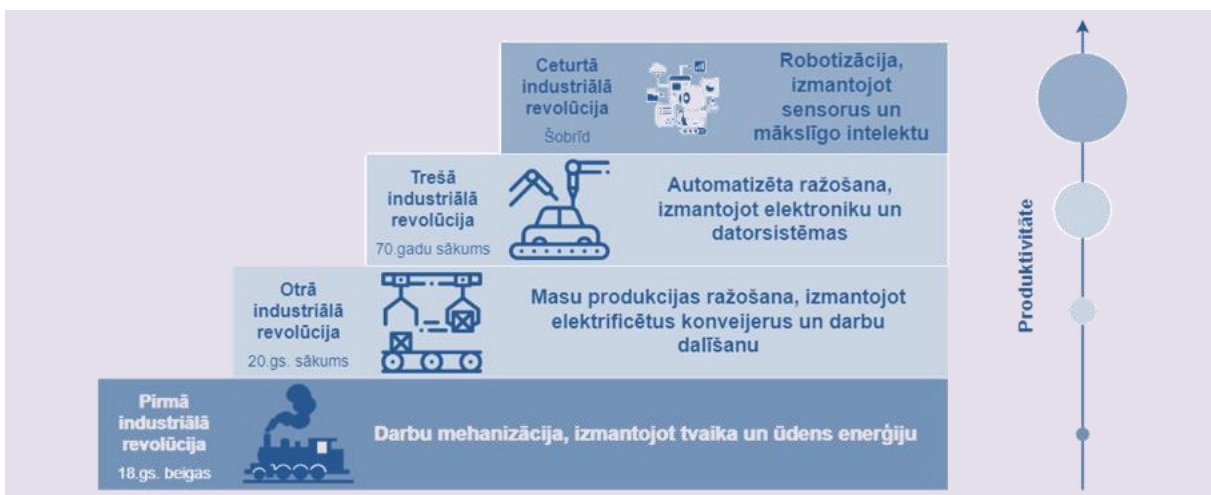 Ceturtā
industriālā
revolūcija
Šobrīd
Robotizācija,
izmantojot
sensorus un
mākslīgo intelektu
Trešā
industriālā
revolūcija
70.gadu sākums
Automatizēta ražošana,
izmantojot elektroniku un
datorsistēmas
Otrā
industriālā
revolūcija
20.gs. sākums
Masu produkcijas ražošana, izmantojot
elektrificētus konveijerus un darbu
dalīšanu
Pirmā
industriālā
revolūcija
18.gs. beigas
Darbu mehanizācija, izmantojot tvaika un ūdens enerģiju
Produktivitāte